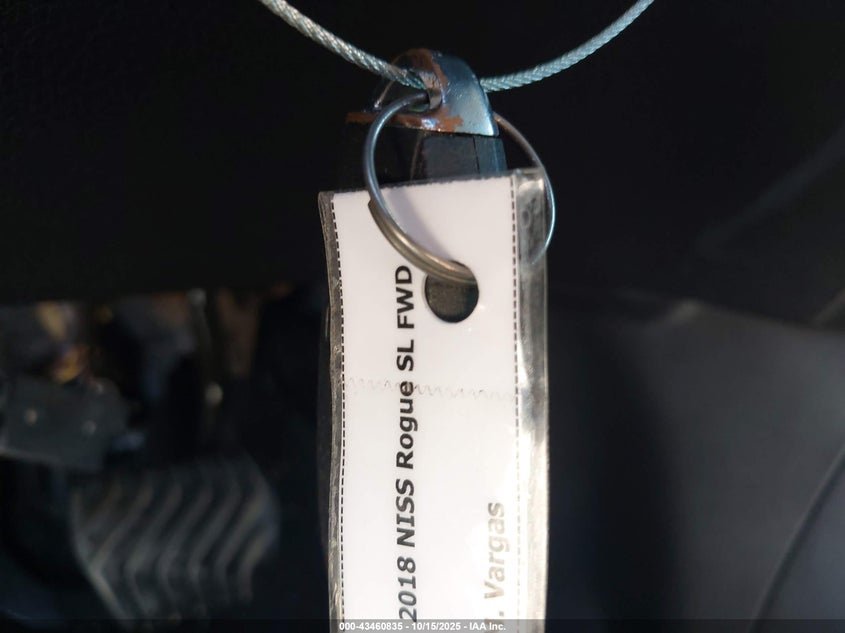 2018 NISS Rogue SL FWD
. Vargas
000-43460835 - 10/15/2025 - IAA Inc.